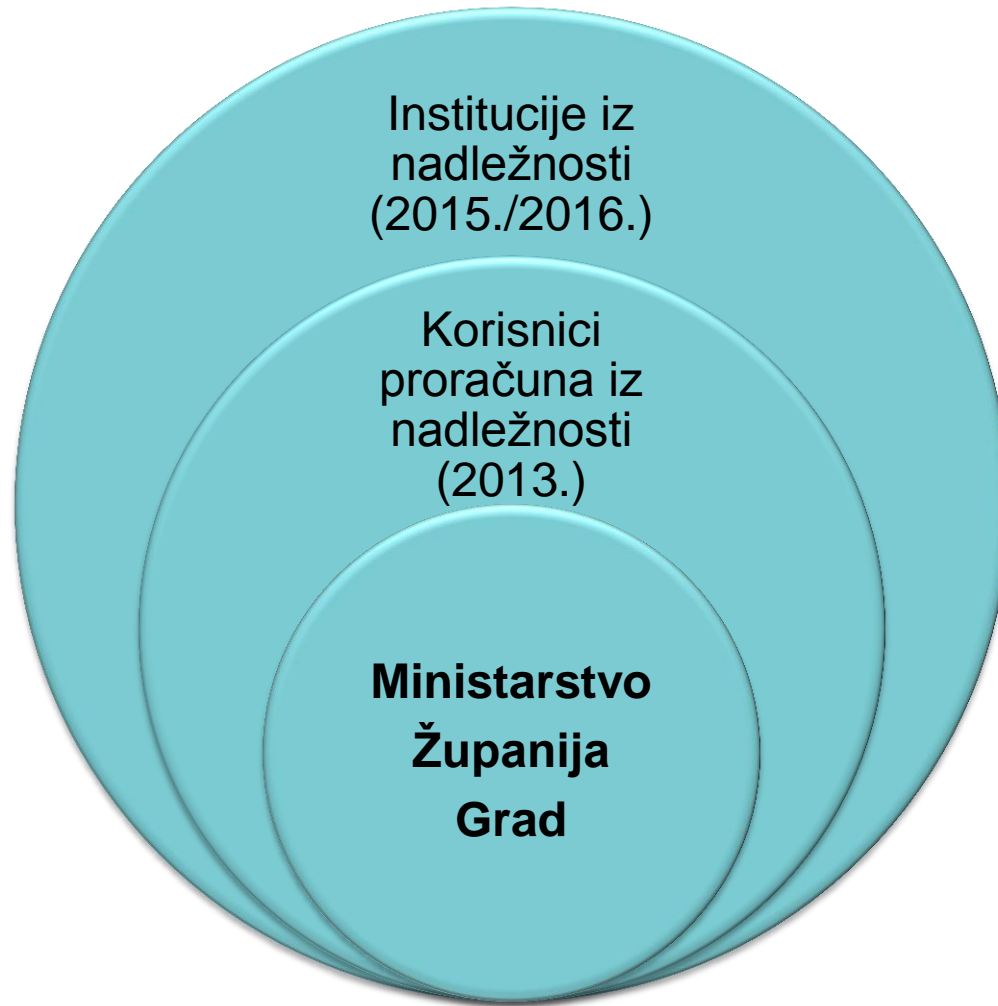 Institucije iz
nadležnosti
(2015./2016.)
Korisnici
proračuna iz
nadležnosti
(2013.)
Ministarstvo
Županija
Grad